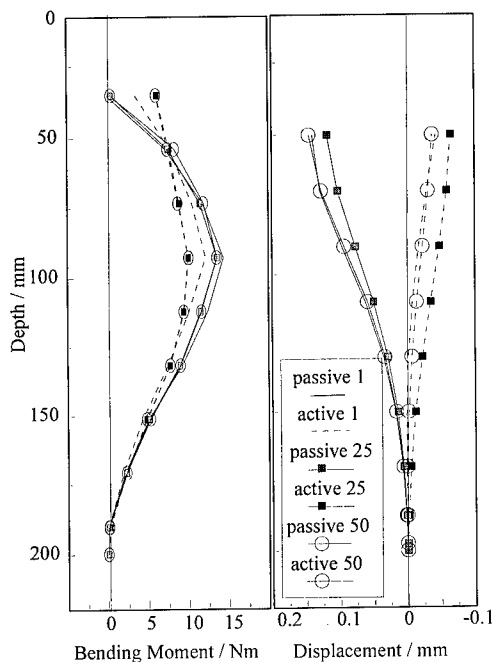 0
50
100
150
200
Depth / mm
0 5 10 15
Bending Moment / Nm
0.2 0.1 0 -0.1
Displacement / mm
passive 1
active 1
passive 25
active 25
passive 50
active 50